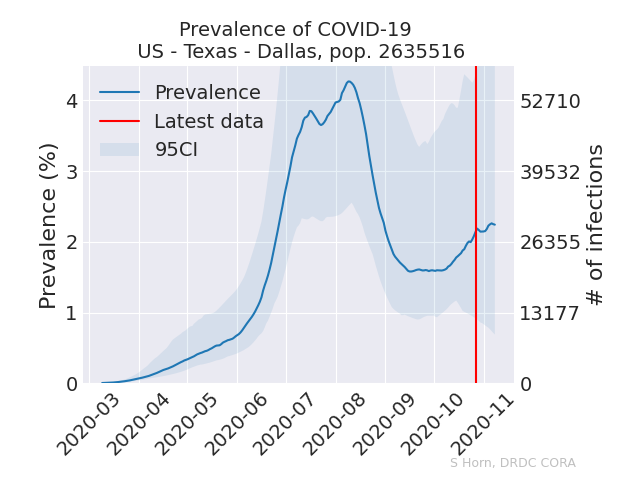 Prevalence of COVID-19
US - Texas - Dallas, pop. 2635516
Prevalence
Latest data
95CI
Prevalence (%)
4
3
2
1
0
52710
39532
26355
13177
0
# of infections
2020-03
2020-04
2020-05
2020-06
2020-07
2020-08
2020-09
2020-10
2020-11
S Horn, DRDC CORA